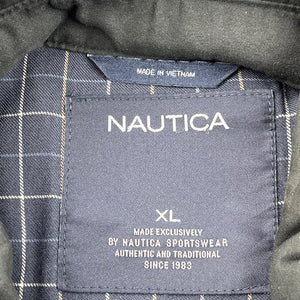 MADE IN VIETNAM
NAUTICA
XL
MADE EXCLUSIVELY
BY NAUTICA SPORTSWEAR
AUTHENTIC AND TRADITIONAL
SINCE 1983